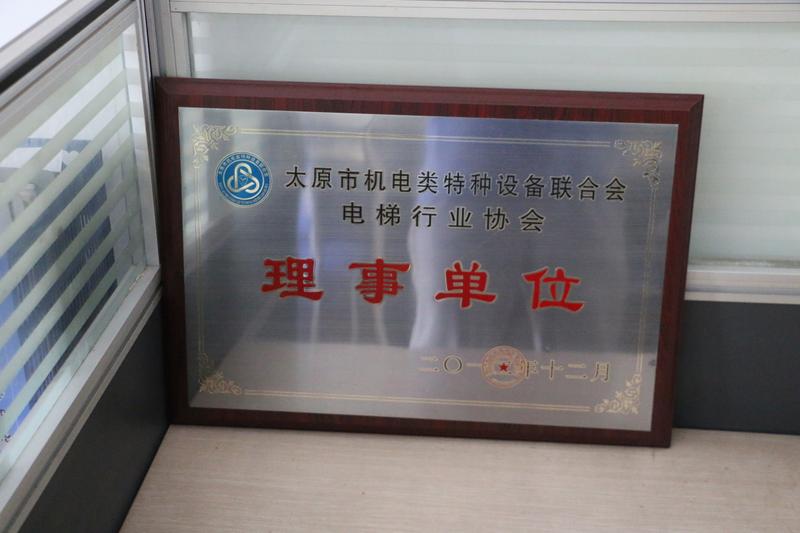 太原市机电类特种设备联合会
电梯行业协会
理事单位
二〇一 年十二月